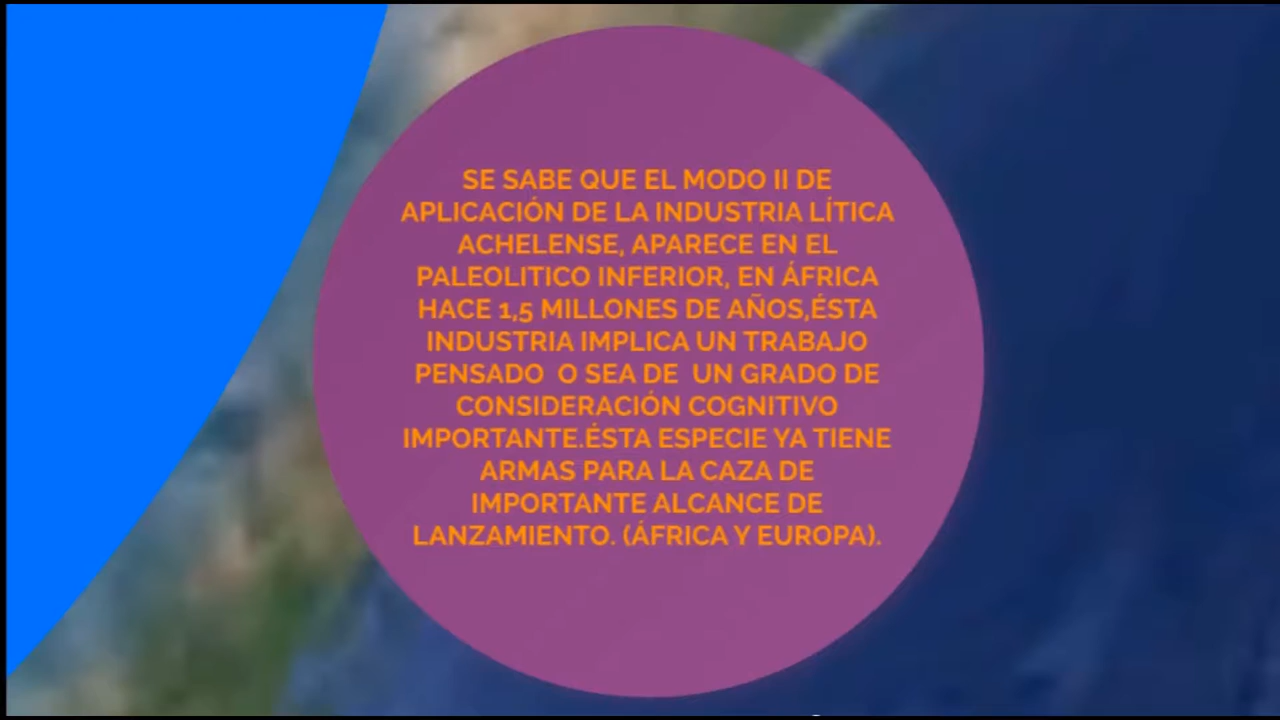 SE SABE QUE EL MODO II DE
APLICACIÓN DE LA INDUSTRIA LÍTICA
ACHELENSE, APARECE EN EL
PALEOLITICO INFERIOR, EN ÁFRICA
HACE 1,5 MILLONES DE AÑOS,ÉSTA
INDUSTRIA IMPLICA UN TRABAJO
PENSADO O SEA DE UN GRADO DE
CONSIDERACIÓN COGNITIVO
IMPORTANTE.ÉSTA ESPECIE YA TIENE
ARMAS PARA LA CAZA DE
IMPORTANTE ALCANCE DE
LANZAMIENTO. (ÁFRICA Y EUROPA).